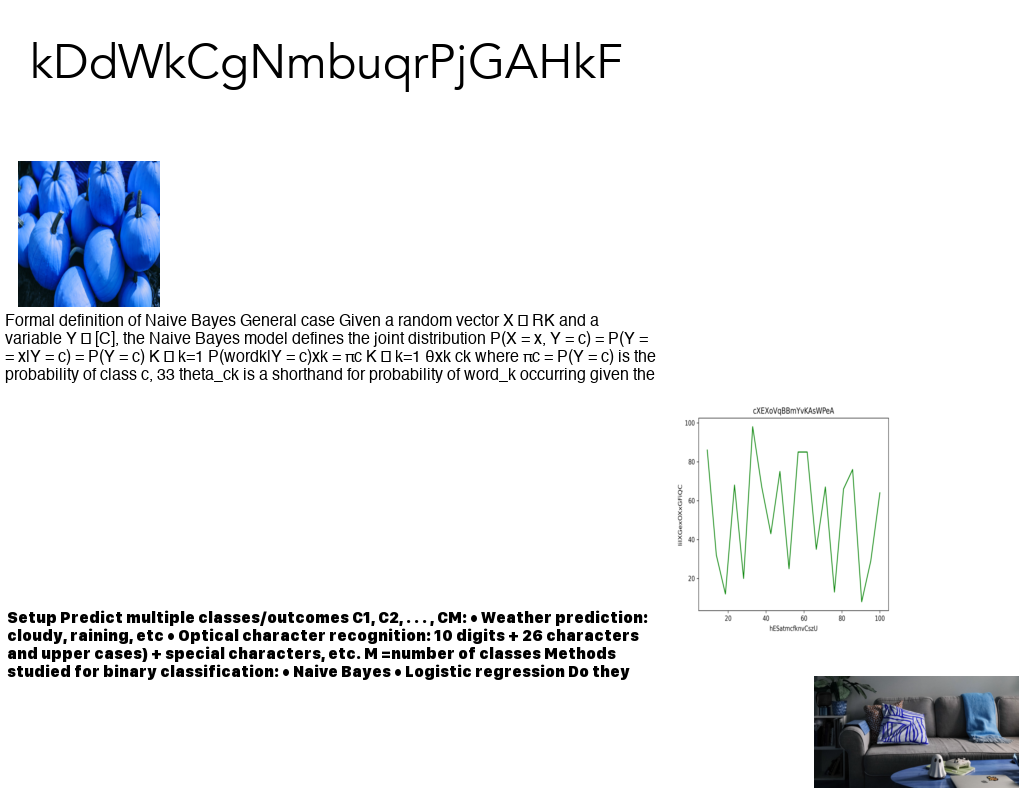 kDdWkCgNmbuqrPjGAHkF
Formal definition of Naive Bayes General case Given a random vector X □ RK and a
variable Y □ [C], the Naive Bayes model defines the joint distribution P(X = x, Y = c) = P(Y =
= x|Y = c) = P(Y = c) K □ k=1 P(wordk|Y = c)xk = πc K □ k=1 θxk ck where πc = P(Y = c) is the
probability of class c, 33 theta_ck is a shorthand for probability of word_k occurring given the
cXEXoVqBBmYvKAsWPeA
100
80
60
40
20
20 40 60 80 100
hESatmcfknvCszU
Setup Predict multiple classes/outcomes C1, C2, . . . , CM: • Weather prediction:
cloudy, raining, etc • Optical character recognition: 10 digits + 26 characters
and upper cases) + special characters, etc. M =number of classes Methods
studied for binary classification: • Naive Bayes • Logistic regression Do they